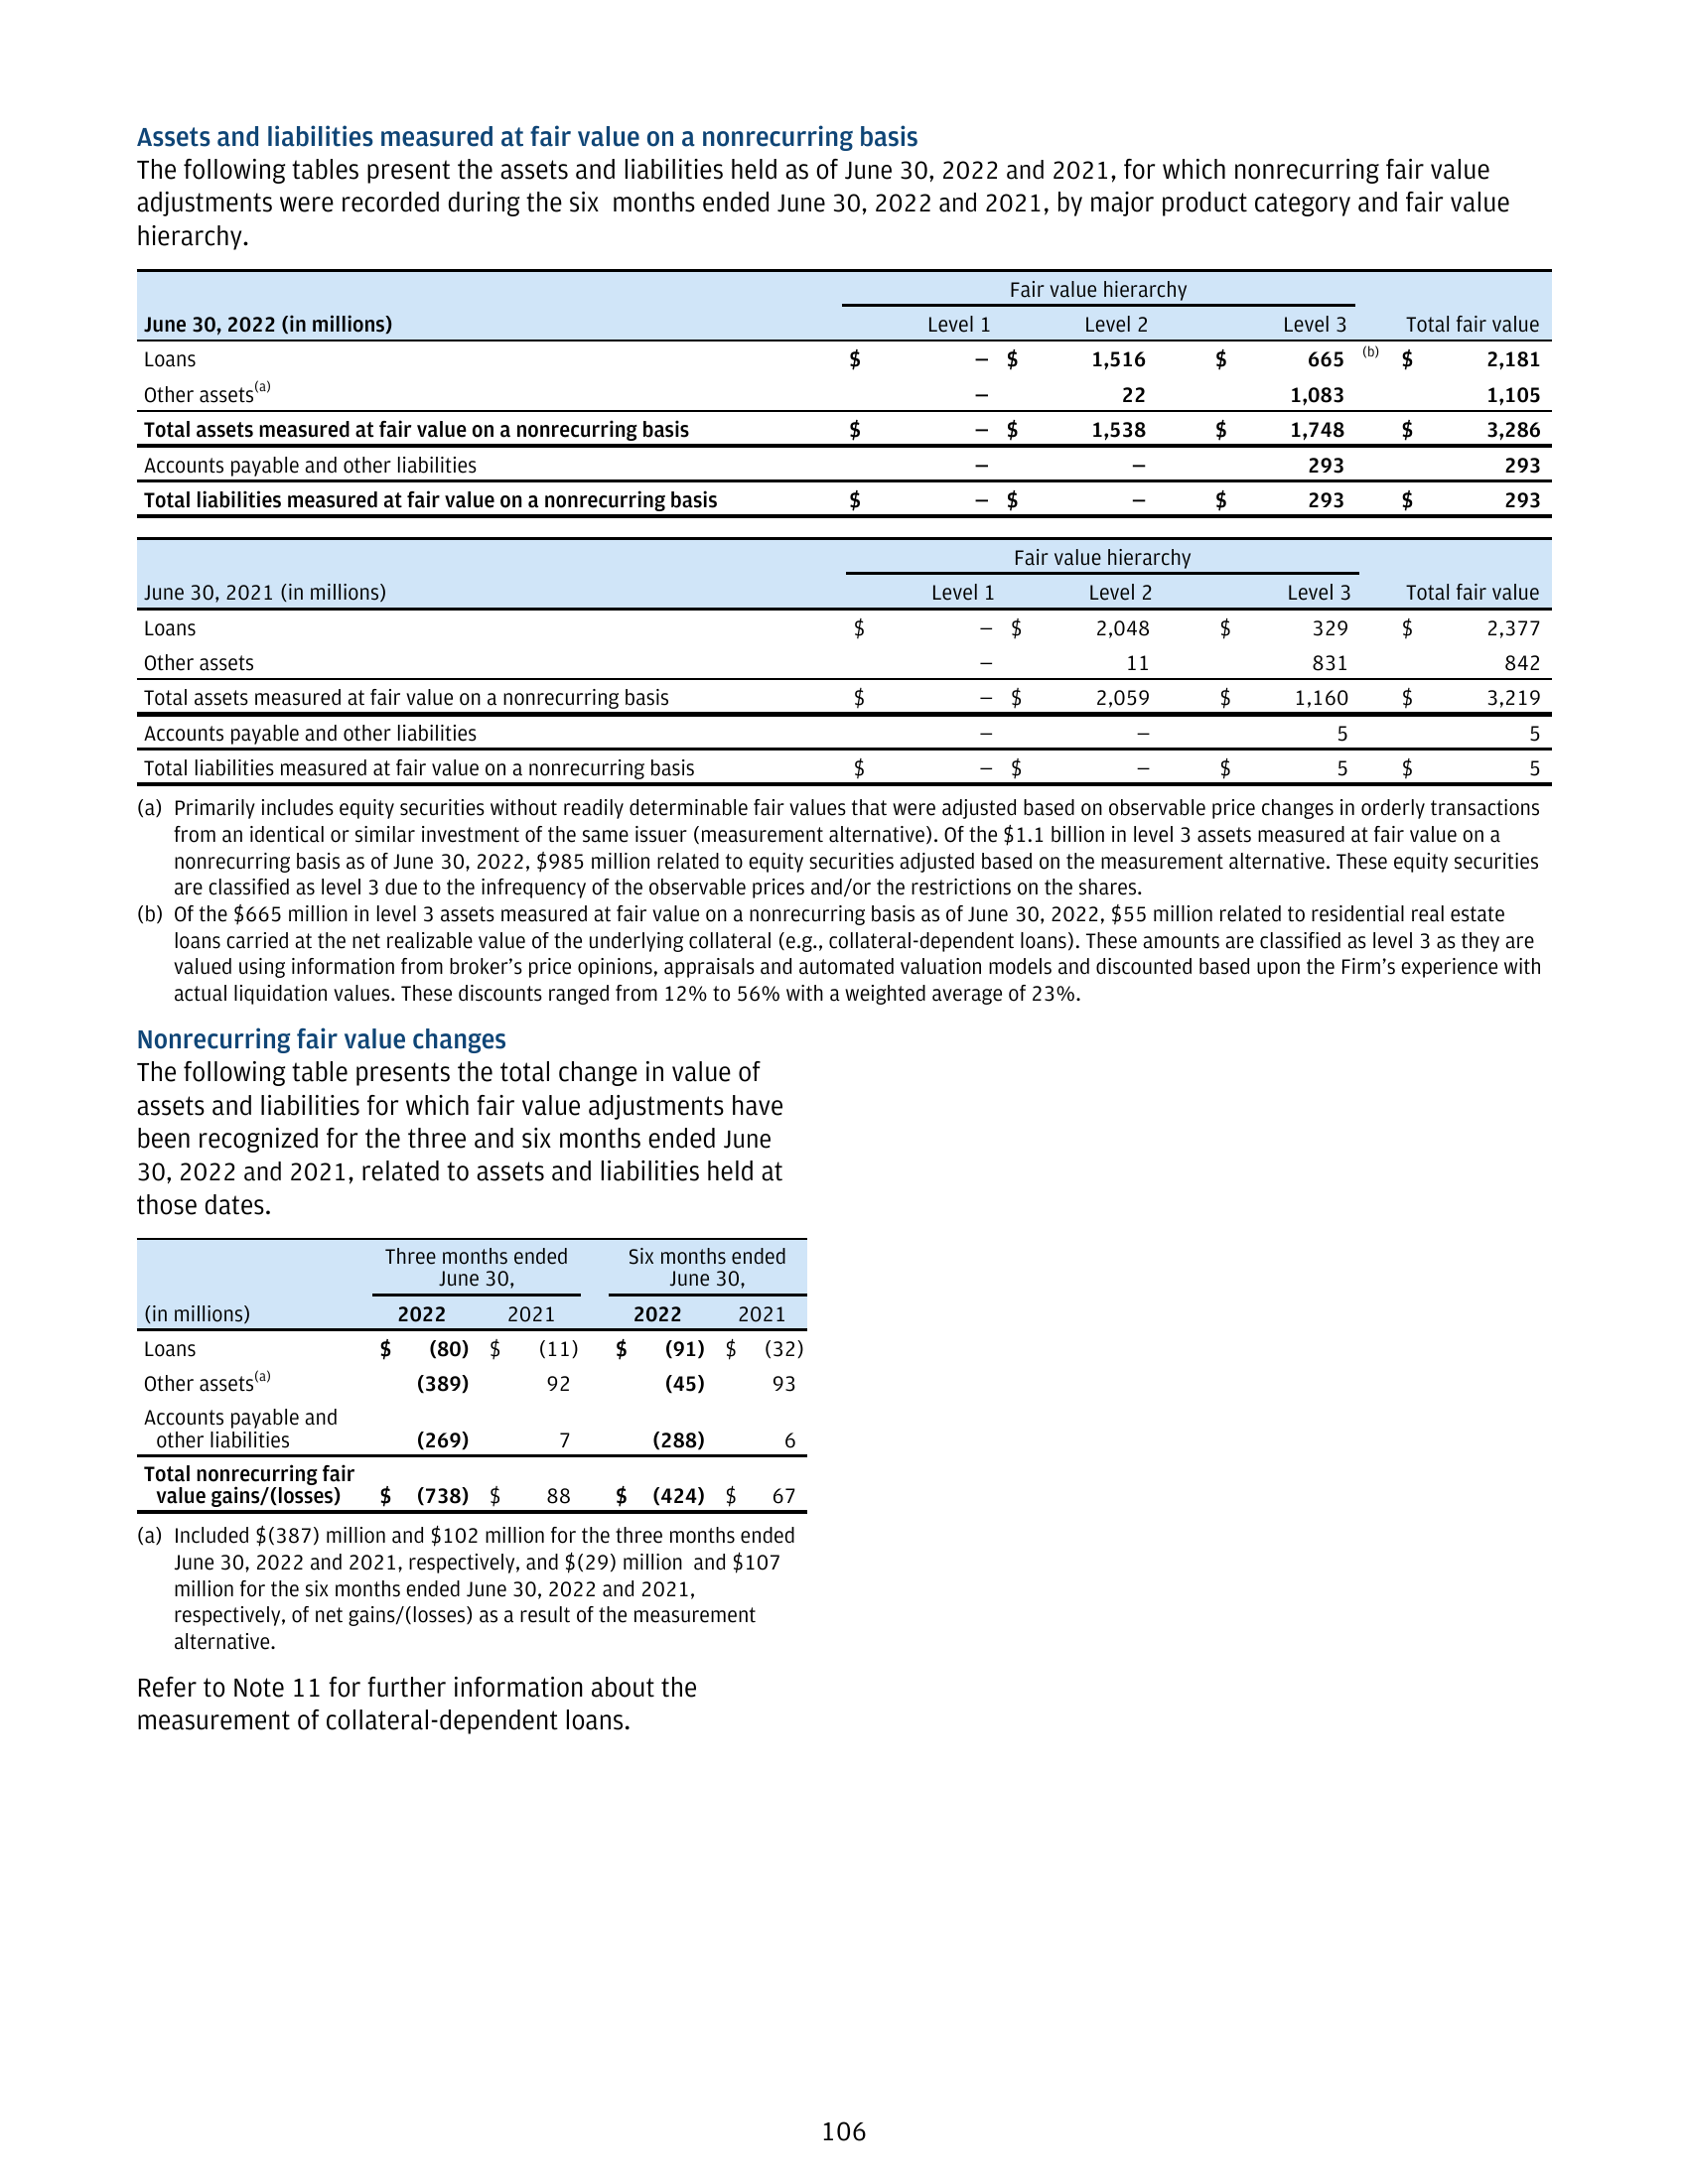 Assets and liabilities measured at fair value on a nonrecurring basis
The following tables present the assets and liabilities held as of June 30, 2022 and 2021, for which nonrecurring fair value
adjustments were recorded during the six months ended June 30, 2022 and 2021, by major product category and fair value
hierarchy.
Fair value hierarchy
June 30, 2022 (in millions) Level 1 Level 2 Level 3 Total fair value
Loans $ – $ 1,516 $ 665 (b) $ 2,181
Other assets(a) – 22 1,083 1,105
Total assets measured at fair value on a nonrecurring basis $ – $ 1,538 $ 1,748 $ 3,286
Accounts payable and other liabilities – – 293 293
Total liabilities measured at fair value on a nonrecurring basis $ – $ – $ 293 $ 293
Fair value hierarchy
June 30, 2021 (in millions) Level 1 Level 2 Level 3 Total fair value
Loans $ – $ 2,048 $ 329 $ 2,377
Other assets – 11 831 842
Total assets measured at fair value on a nonrecurring basis $ – $ 2,059 $ 1,160 $ 3,219
Accounts payable and other liabilities – – 5 5
Total liabilities measured at fair value on a nonrecurring basis $ – $ – $ 5 $ 5
(a) Primarily includes equity securities without readily determinable fair values that were adjusted based on observable price changes in orderly transactions
from an identical or similar investment of the same issuer (measurement alternative). Of the $1.1 billion in level 3 assets measured at fair value on a
nonrecurring basis as of June 30, 2022, $985 million related to equity securities adjusted based on the measurement alternative. These equity securities
are classified as level 3 due to the infrequency of the observable prices and/or the restrictions on the shares.
(b) Of the $665 million in level 3 assets measured at fair value on a nonrecurring basis as of June 30, 2022, $55 million related to residential real estate
loans carried at the net realizable value of the underlying collateral (e.g., collateral-dependent loans). These amounts are classified as level 3 as they are
valued using information from broker’s price opinions, appraisals and automated valuation models and discounted based upon the Firm’s experience with
actual liquidation values. These discounts ranged from 12% to 56% with a weighted average of 23%.
Nonrecurring fair value changes
The following table presents the total change in value of
assets and liabilities for which fair value adjustments have
been recognized for the three and six months ended June
30, 2022 and 2021, related to assets and liabilities held at
those dates.
Three months ended Six months ended
June 30, June 30,
(in millions) 2022 2021 2022 2021
Loans $ (80) $ (11) $ (91) $ (32)
Other assets(a) (389) 92 (45) 93
Accounts payable and
other liabilities (269) 7 (288) 6
Total nonrecurring fair
value gains/(losses) $ (738) $ 88 $ (424) $ 67
(a) Included $(387) million and $102 million for the three months ended
June 30, 2022 and 2021, respectively, and $(29) million and $107
million for the six months ended June 30, 2022 and 2021,
respectively, of net gains/(losses) as a result of the measurement
alternative.
Refer to Note 11 for further information about the
measurement of collateral-dependent loans.
106